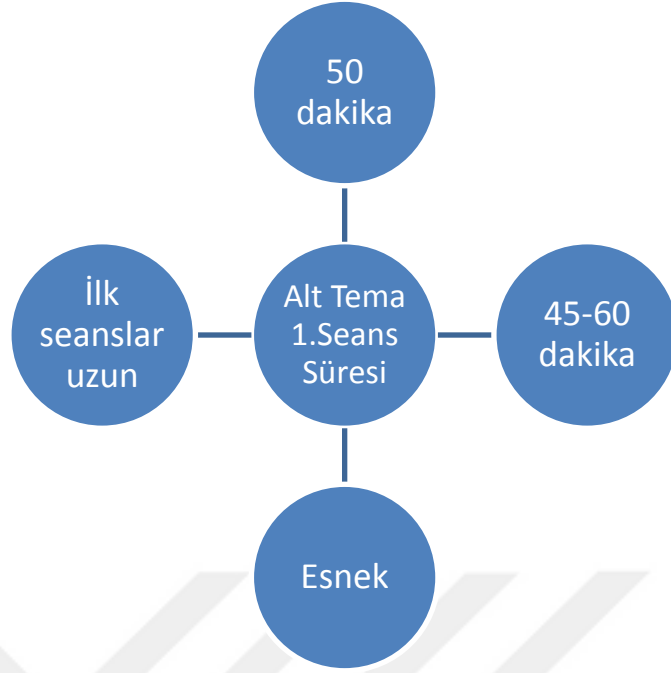 50
dakika
İlk
seanslar
uzun
Alt Tema
1.Seans
Süresi
45-60
dakika
Esnek